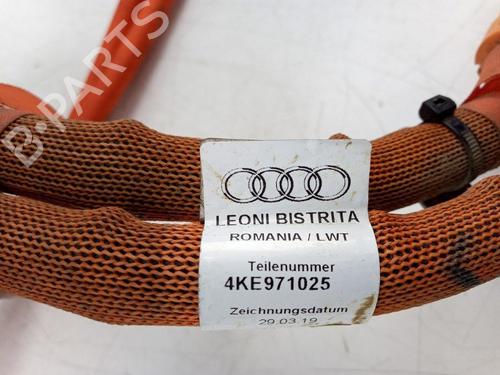 B-PARTS
LEONI BISTRITA
ROMANIA / LWT
Teilenummer
4KE971025
Zeichnungsdatum
29.03.19